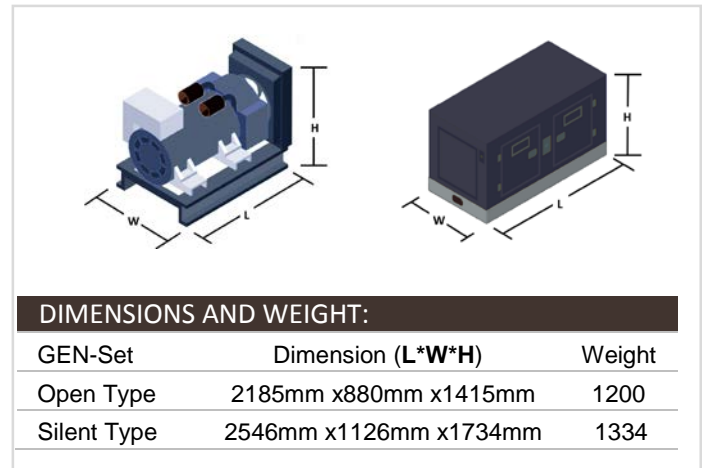 H
W
L
H
W
L
DIMENSIONS AND WEIGHT:
GEN-Set Dimension (L*W*H) Weight
Open Type 2185mm x880mm x1415mm 1200
Silent Type 2546mm x1126mm x1734mm 1334